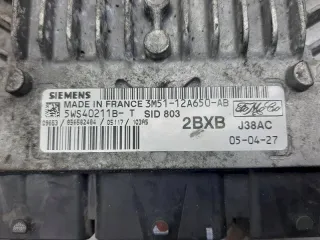 SIEMENS
MADE IN FRANCE 3M51-12A650-AB
5WS40211B- T SID 803
2BXB J38AC
05-04-27